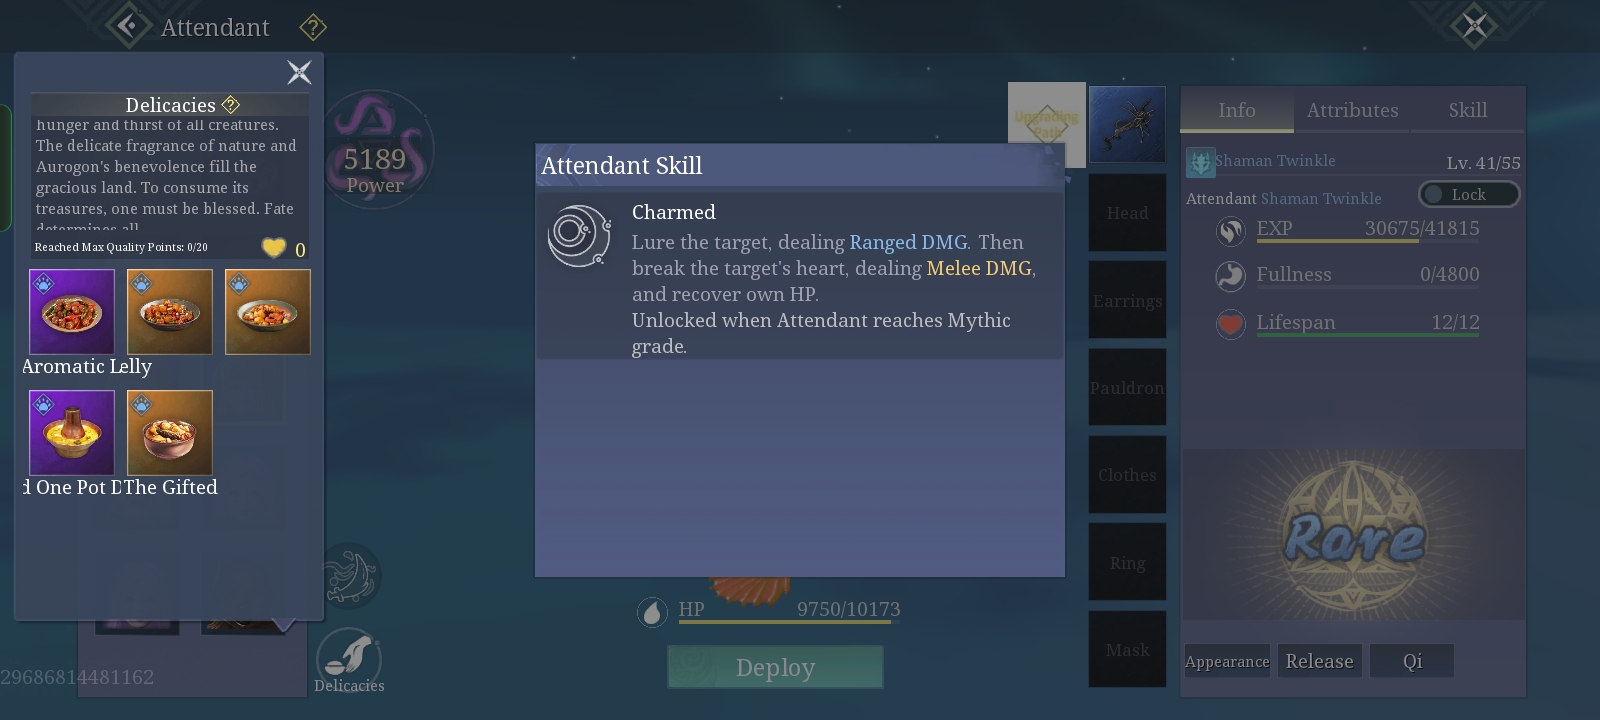 Attendant
Delicacies
hunger and thirst of all creatures.
The delicate fragrance of nature and
Aurogon's benevolence fill the
gracious land. To consume its
treasures, one must be blessed. Fate
determines all
Reached Max Quality Points: 0/20
0
Aromatic Lelly
d One Pot D The Gifted
5189
Power
Upgrading
Path
Attendant Skill
Charmed
Lure the target, dealing Ranged DMG. Then
break the target's heart, dealing Melee DMG,
and recover own HP.
Unlocked when Attendant reaches Mythic
grade.
HP 9750/10173
Deploy
Delicacies
29686814481162
Head
Earrings
Pauldron
Clothes
Ring
Mask
Info Attributes Skill
Shaman Twinkle Lv. 41/55
Attendant Shaman Twinkle Lock
EXP 30675/41815
Fullness 0/4800
Lifespan 12/12
Rare
Appearance Release Qi